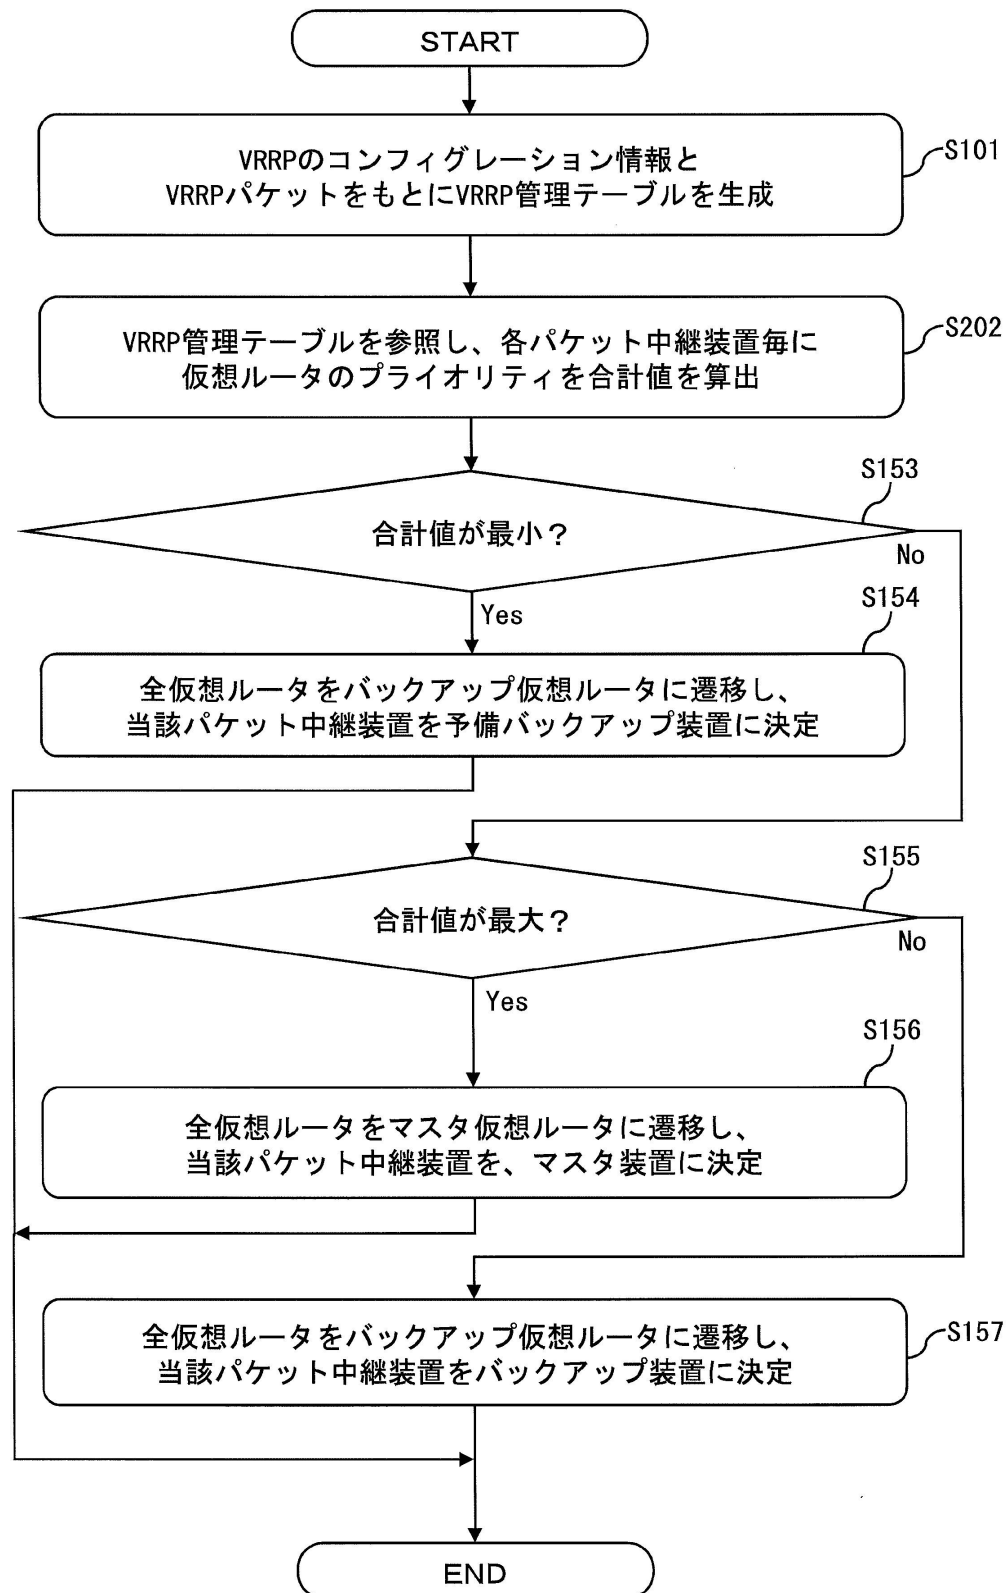 START
VRRPのコンフィグレーション情報と
VRRPパケットをもとにVRRP管理テーブルを生成
S101
VRRP管理テーブルを参照し、各パケット中継装置毎に
仮想ルータのプライオリティを合計値を算出
S202
合計値が最小?
S153
No
Yes
S154
全仮想ルータをバックアップ仮想ルータに遷移し、
当該パケット中継装置を予備バックアップ装置に決定
合計値が最大?
S155
No
Yes
S156
全仮想ルータをマスタ仮想ルータに遷移し、
当該パケット中継装置を、マスタ装置に決定
全仮想ルータをバックアップ仮想ルータに遷移し、
当該パケット中継装置をバックアップ装置に決定
S157
END